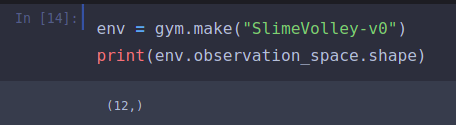 In [14]:
env = gym.make("SlimeVolley-v0")
print(env.observation_space.shape)
(12,)